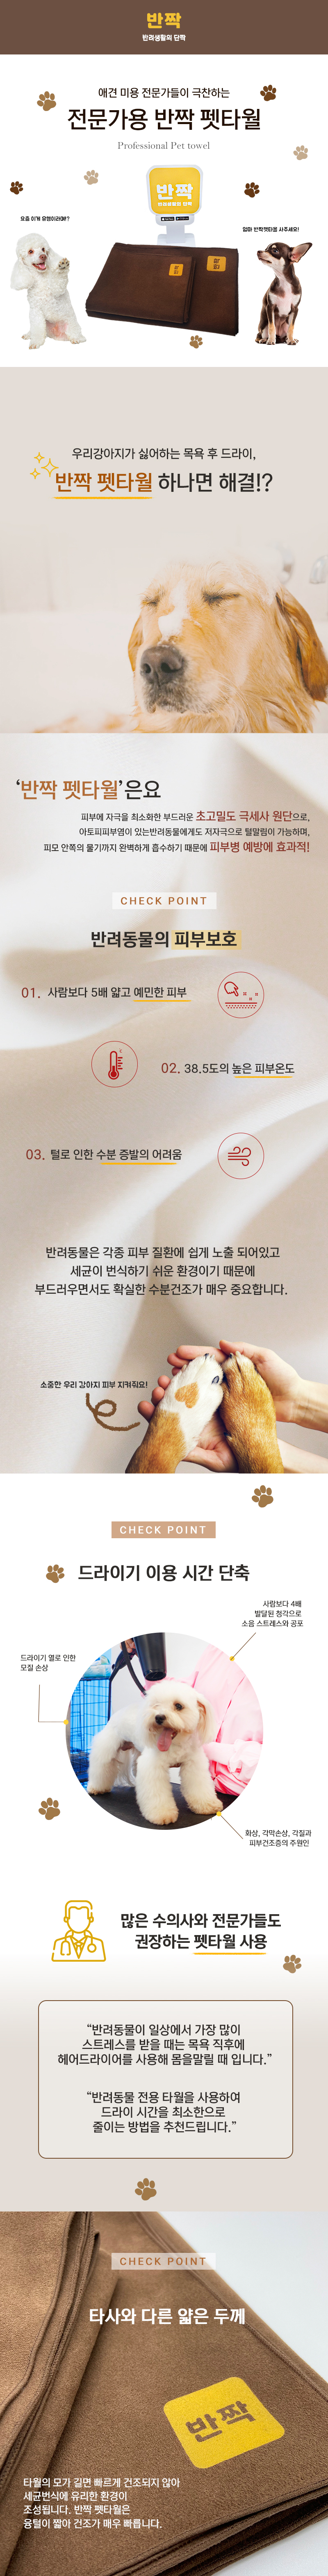 반짝
반려생활의 단짝
애견 미용 전문가들이 극찬하는
전문가용 반짝 펫타월
Professional Pet towel
반짝
반려생활의 단짝
요즘 이거 유행이라며?
엄마 반짝펫타올 사주세요!
반짝
반짝
우리강아지가 싫어하는 목욕 후 드라이,
반짝 펫타월 하나면 해결!?
‘반짝 펫타월’은요
피부에 자극을 최소화한 부드러운 초고밀도 극세사 원단으로,
아토피피부염이 있는반려동물에게도 저자극으로 털말림이 가능하며,
피모 안쪽의 물기까지 완벽하게 흡수하기 때문에 피부병 예방에 효과적!
CHECK POINT
반려동물의 피부보호
01. 사람보다 5배 얇고 예민한 피부
02. 38.5도의 높은 피부온도
03. 털로 인한 수분 증발의 어려움
반려동물은 각종 피부 질환에 쉽게 노출 되어있고
세균이 번식하기 쉬운 환경이기 때문에
부드러우면서도 확실한 수분건조가 매우 중요합니다.
소중한 우리 강아지 피부 지켜줘요!
CHECK POINT
드라이기 이용 시간 단축
사람보다 4배
발달된 청각으로
소음 스트레스와 공포
드라이기 열로 인한
모질 손상
화상, 각막손상, 각질과
피부건조증의 주원인
많은 수의사와 전문가들도
권장하는 펫타월 사용
“반려동물이 일상에서 가장 많이
스트레스를 받을 때는 목욕 직후에
헤어드라이어를 사용해 몸을말릴 때 입니다.”
“반려동물 전용 타월을 사용하여
드라이 시간을 최소한으로
줄이는 방법을 추천드립니다.”
CHECK POINT
타사와 다른 얇은 두께
반짝
타월의 모가 길면 빠르게 건조되지 않아
세균번식에 유리한 환경이
조성됩니다. 반짝 펫타월은
융털이 짧아 건조가 매우 빠릅니다.